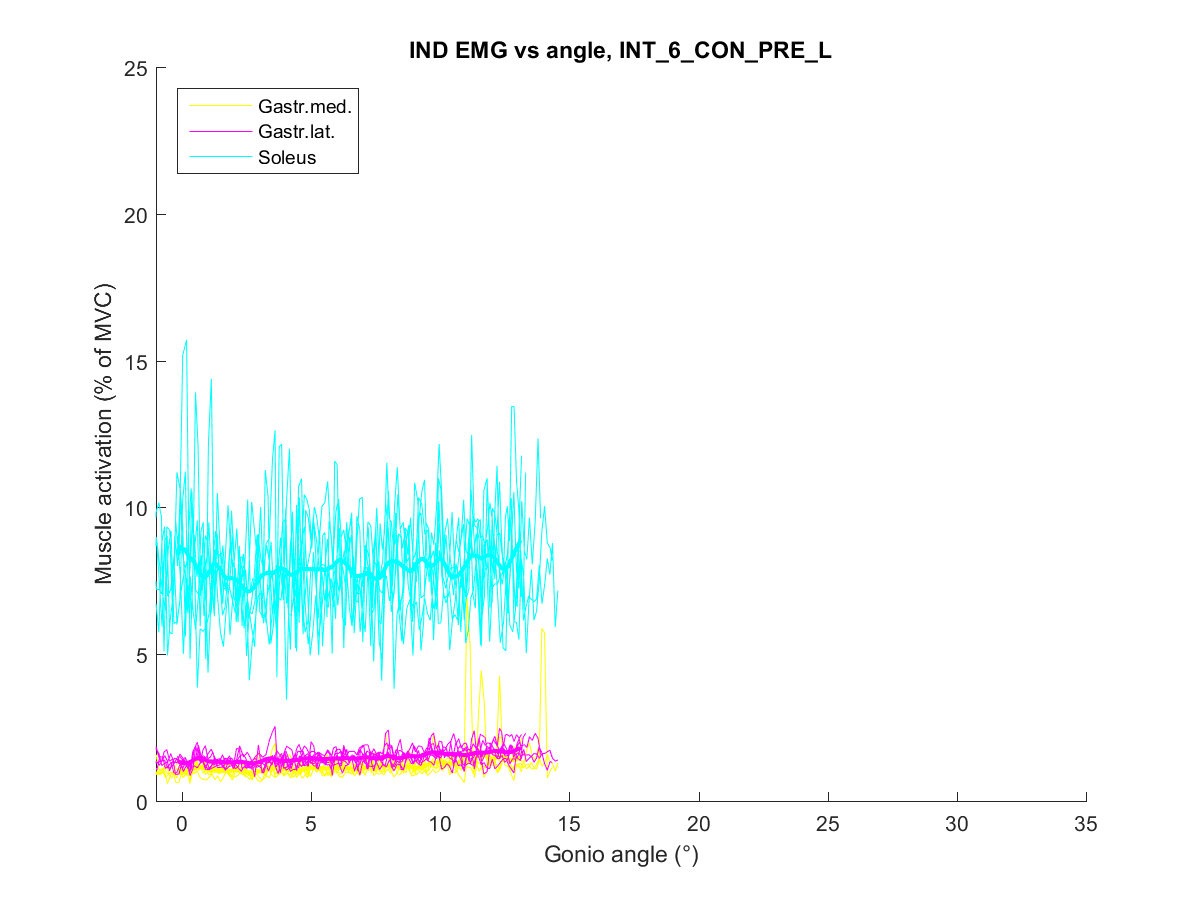 IND EMG vs angle, INT_6_CON_PRE_L
25
20
15
10
5
0
Muscle activation (% of MVC)
Gastr.med.
Gastr.lat.
Soleus
0 5 10 15 20 25 30 35
Gonio angle (°)